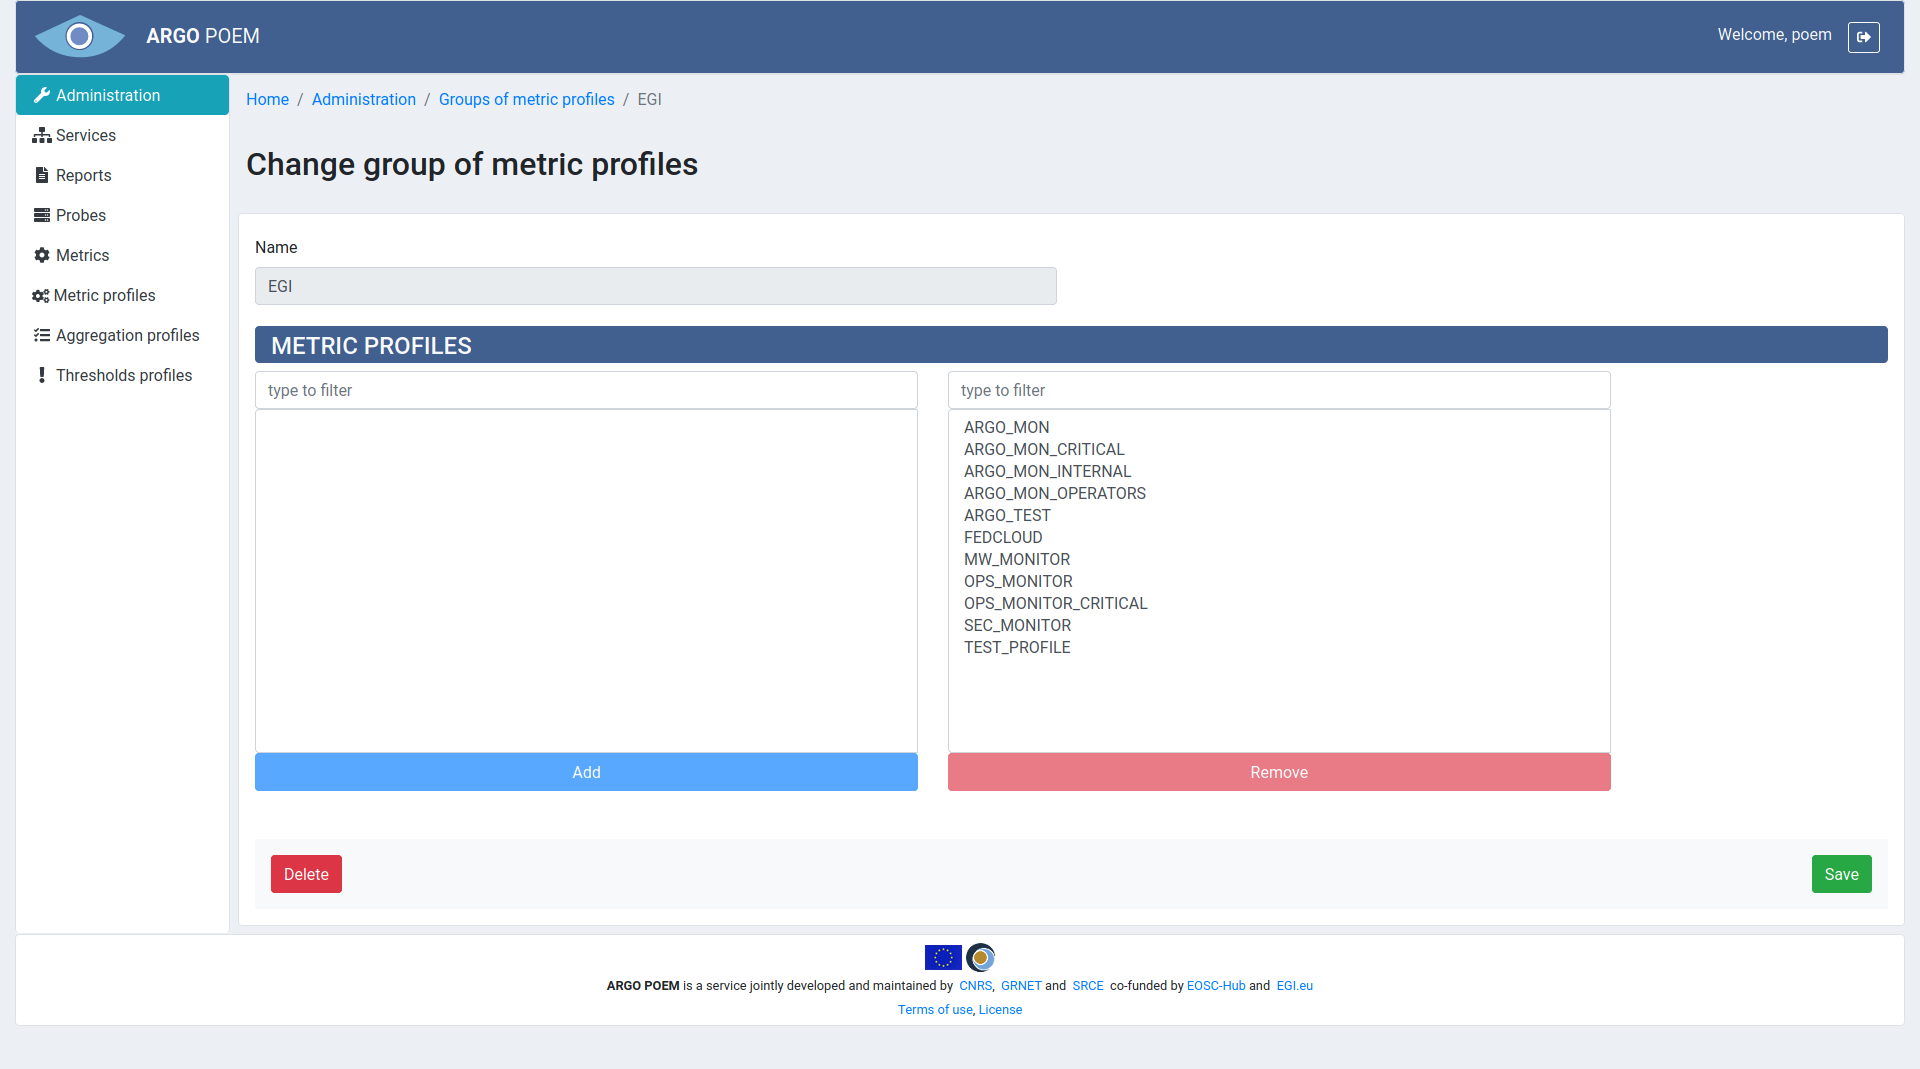 ARGO POEM
Welcome, poem
Administration
Services
Reports
Probes
Metrics
Metric profiles
Aggregation profiles
Thresholds profiles
Home / Administration / Groups of metric profiles / EGI
Change group of metric profiles
Name
EGI
METRIC PROFILES
type to filter
Add
type to filter
ARGO_MON
ARGO_MON_CRITICAL
ARGO_MON_INTERNAL
ARGO_MON_OPERATORS
ARGO_TEST
FEDCLOUD
MW_MONITOR
OPS_MONITOR
OPS_MONITOR_CRITICAL
SEC_MONITOR
TEST_PROFILE
Remove
Delete
Save
ARGO POEM is a service jointly developed and maintained by CNRS, GRNET and SRCE co-funded by EOSC-Hub and EGI.eu
Terms of use, License